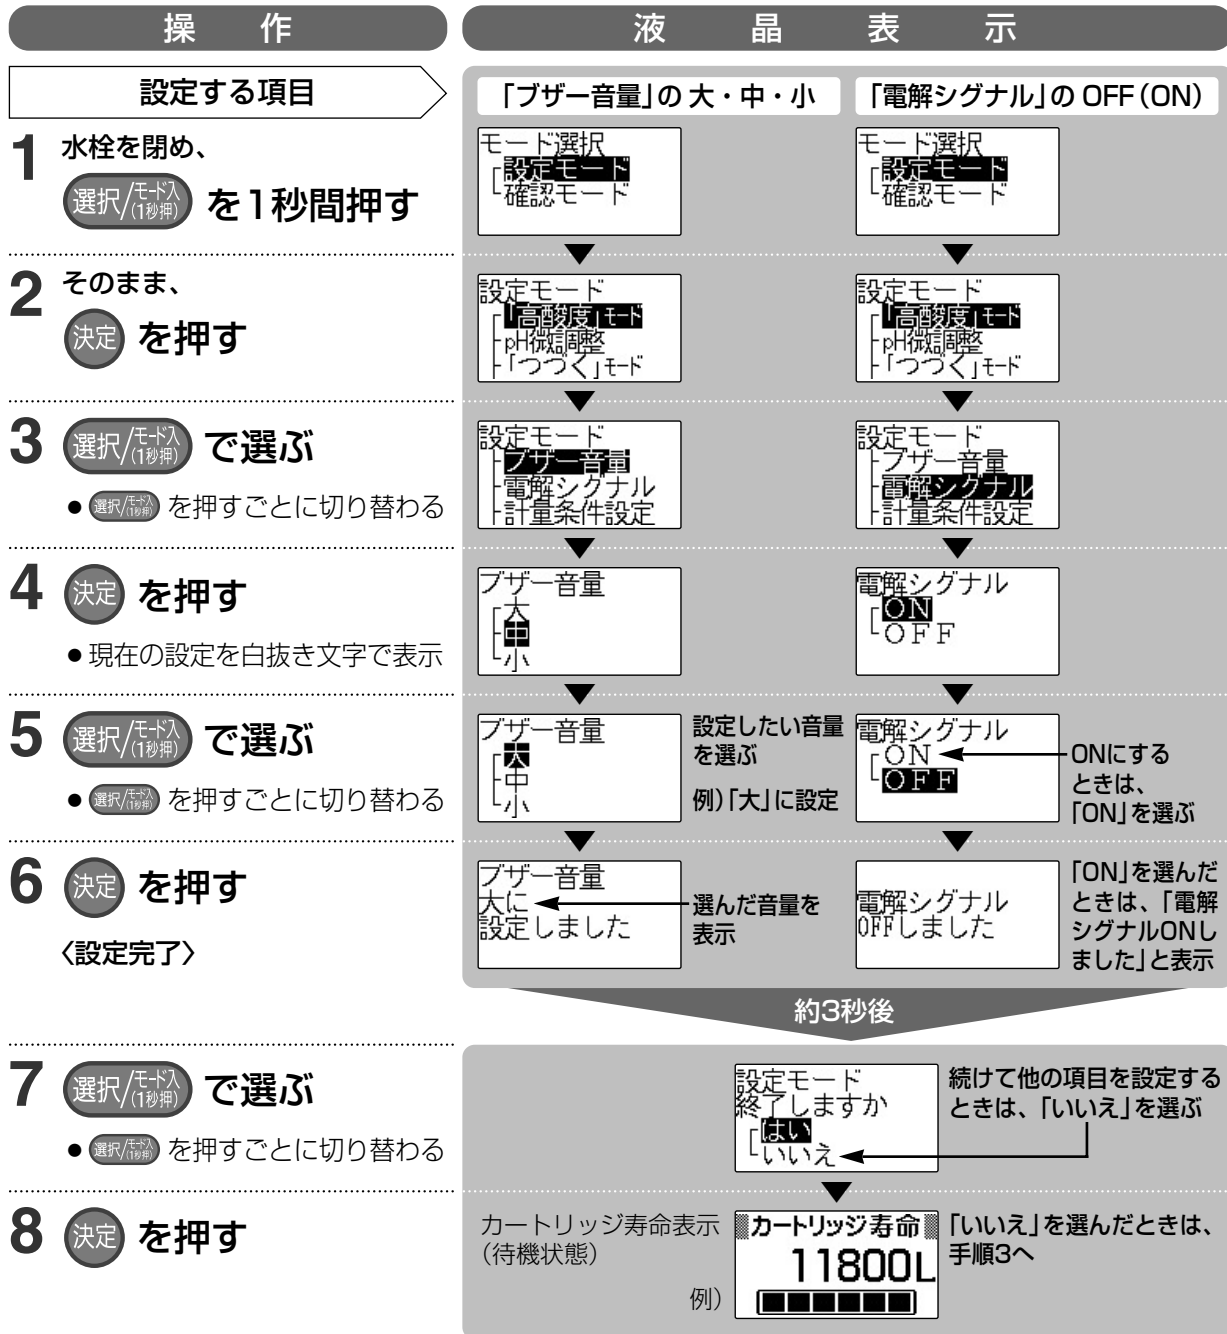 操作
液晶表示
設定する項目
「ブザー音量」の 大・中・小
「電解シグナル」の OFF(ON)
1 水栓を閉め、
選択/モード入(1秒押) を1秒間押す
モード選択
設定モード
確認モード
モード選択
設定モード
確認モード
2 そのまま、
決定 を押す
設定モード
「高酸度」モード
pH微調整
「つづく」モード
設定モード
「高酸度」モード
pH微調整
「つづく」モード
3 選択/モード入(1秒押) で選ぶ
● 選択/モード入(1秒押) を押すごとに切り替わる
設定モード
ブザー音量
電解シグナル
計量条件設定
設定モード
ブザー音量
電解シグナル
計量条件設定
4 決定 を押す
● 現在の設定を白抜き文字で表示
ブザー音量
大
中
小
電解シグナル
ON
OFF
5 選択/モード入(1秒押) で選ぶ
● 選択/モード入(1秒押) を押すごとに切り替わる
ブザー音量
大
中
小
設定したい音量
を選ぶ
例)「大」に設定
電解シグナル
ON
OFF
ONにする
ときは、
「ON」を選ぶ
6 決定 を押す
〈設定完了〉
ブザー音量
大に
設定しました
選んだ音量を
表示
電解シグナル
OFFしました
「ON」を選んだ
ときは、「電解
シグナルONし
ました」と表示
約3秒後
7 選択/モード入(1秒押) で選ぶ
● 選択/モード入(1秒押) を押すごとに切り替わる
設定モード
終了しますか
はい
いいえ
続けて他の項目を設定する
ときは、「いいえ」を選ぶ
8 決定 を押す
カートリッジ寿命表示
(待機状態)
例)
カートリッジ寿命
11800L
「いいえ」を選んだときは、
手順3へ